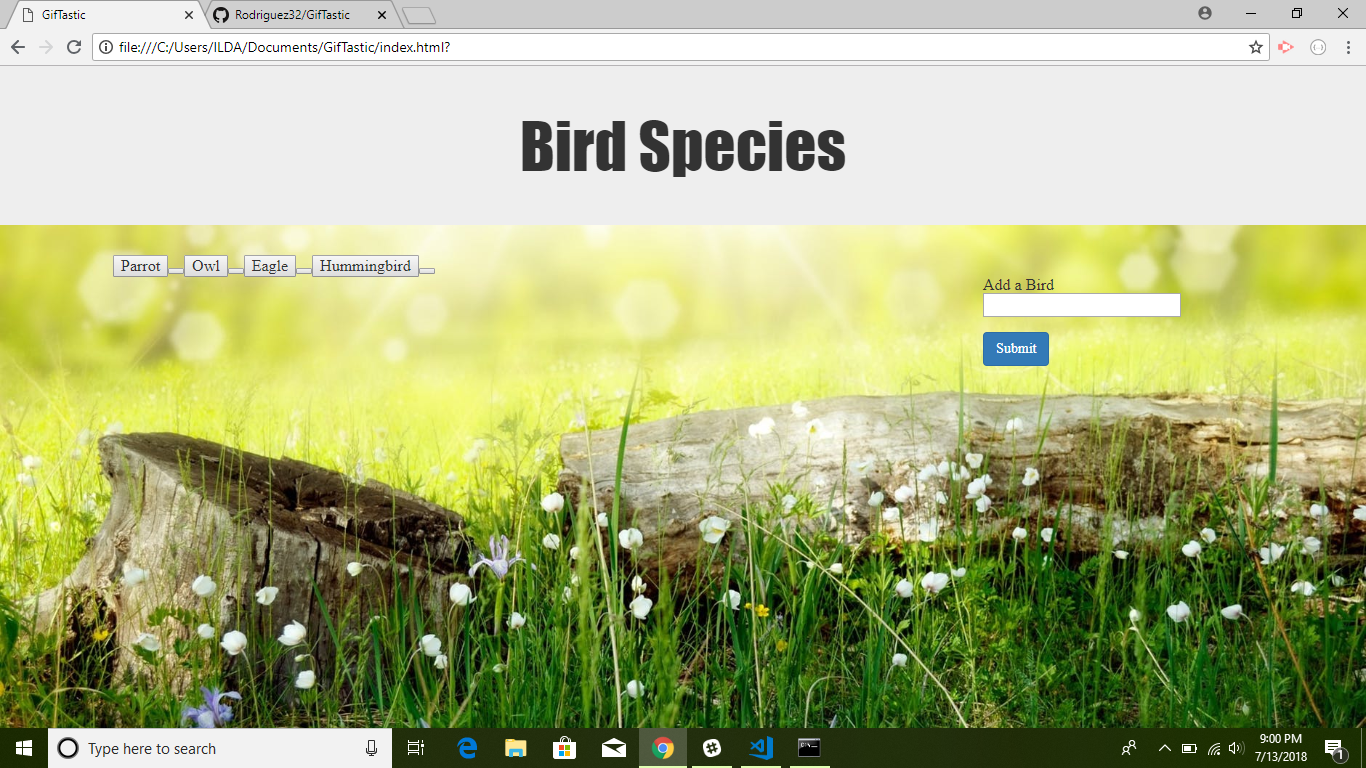 GifTastic
Rodriguez32/GifTastic
file:///C:/Users/ILDA/Documents/GifTastic/index.html?
Bird Species
Parrot Owl Eagle Hummingbird
Add a Bird
Submit
Type here to search
9:00 PM
7/13/2018
1